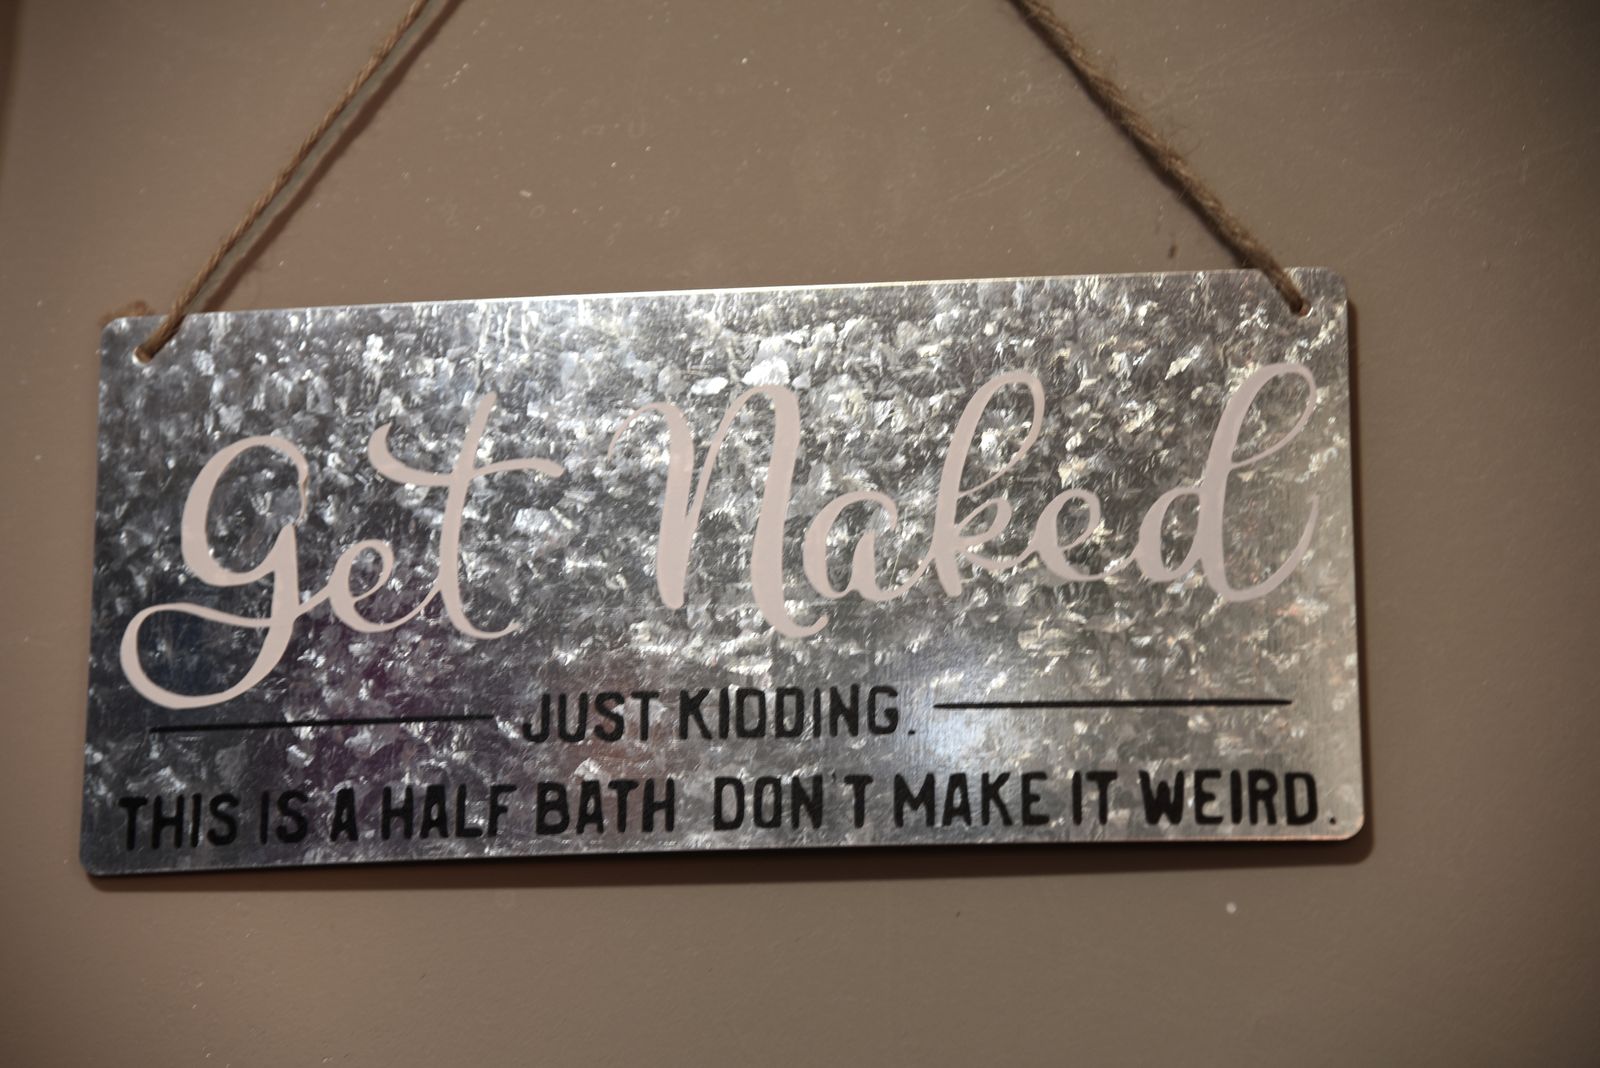 Get Naked
JUST KIDDING.
THIS IS A HALF BATH DON'T MAKE IT WEIRD.